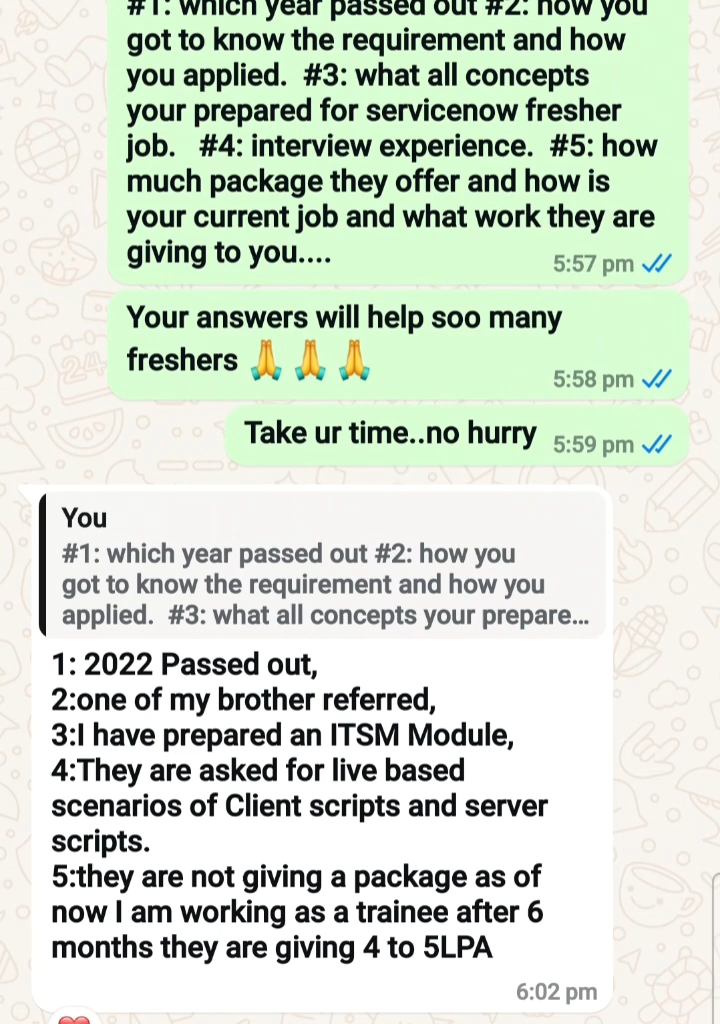 #1: which year passed out #2: how you
got to know the requirement and how
you applied.  #3: what all concepts
your prepared for servicenow fresher
job.   #4: interview experience.  #5: how
much package they offer and how is
your current job and what work they are
giving to you....
5:57 pm
Your answers will help soo many
freshers 🙏 🙏 🙏
5:58 pm
Take ur time..no hurry 5:59 pm
You
#1: which year passed out #2: how you
got to know the requirement and how you
applied.  #3: what all concepts your prepare...
1: 2022 Passed out,
2:one of my brother referred,
3:I have prepared an ITSM Module,
4:They are asked for live based
scenarios of Client scripts and server
scripts.
5:they are not giving a package as of
now I am working as a trainee after 6
months they are giving 4 to 5LPA
6:02 pm